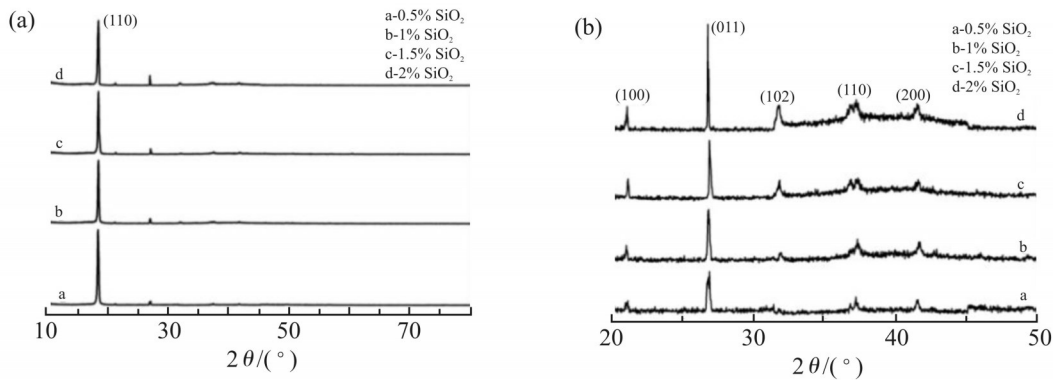 (a)
(110)
a-0.5% SiO₂
b-1% SiO₂
c-1.5% SiO₂
d-2% SiO₂
d
c
b
a
10 30 50 70
2θ/(°)
(b)
(011)
a-0.5% SiO₂
b-1% SiO₂
c-1.5% SiO₂
d-2% SiO₂
(100) (102) (110) (200)
d
c
b
a
20 30 40 50
2θ/(°)